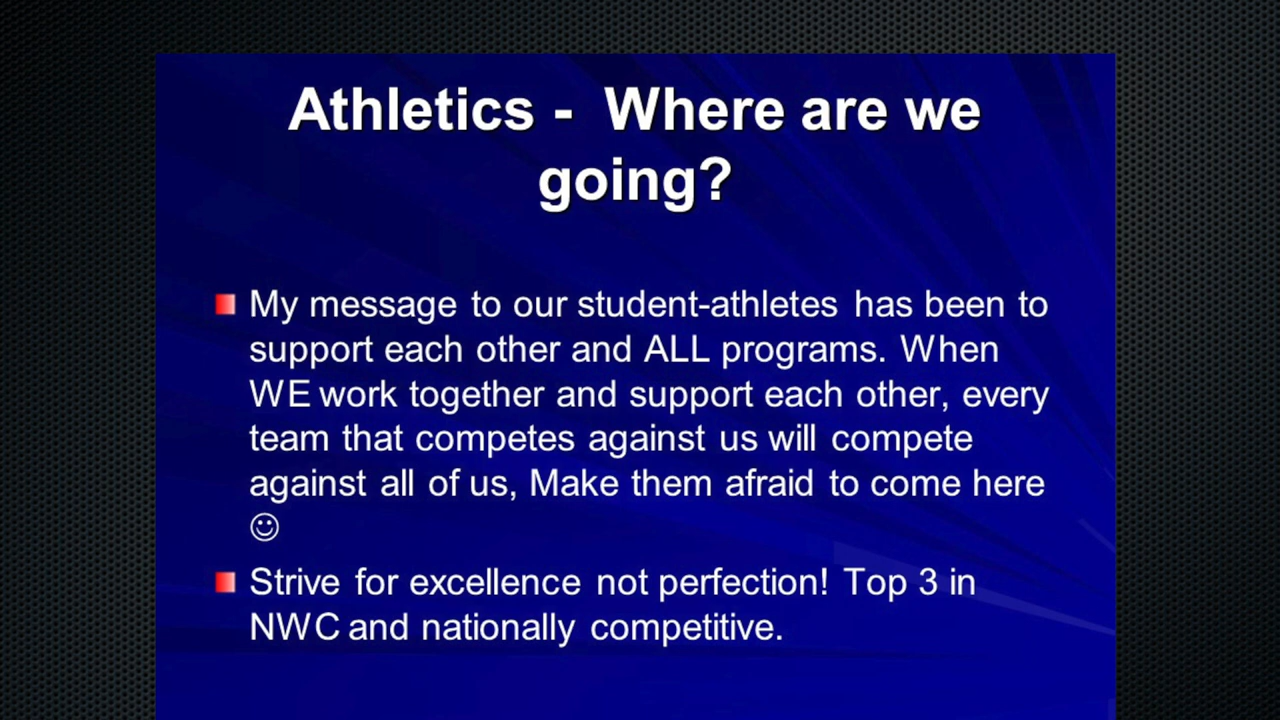 Athletics - Where are we
going?
My message to our student-athletes has been to
support each other and ALL programs. When
WE work together and support each other, every
team that competes against us will compete
against all of us, Make them afraid to come here
☺
Strive for excellence not perfection! Top 3 in
NWC and nationally competitive.